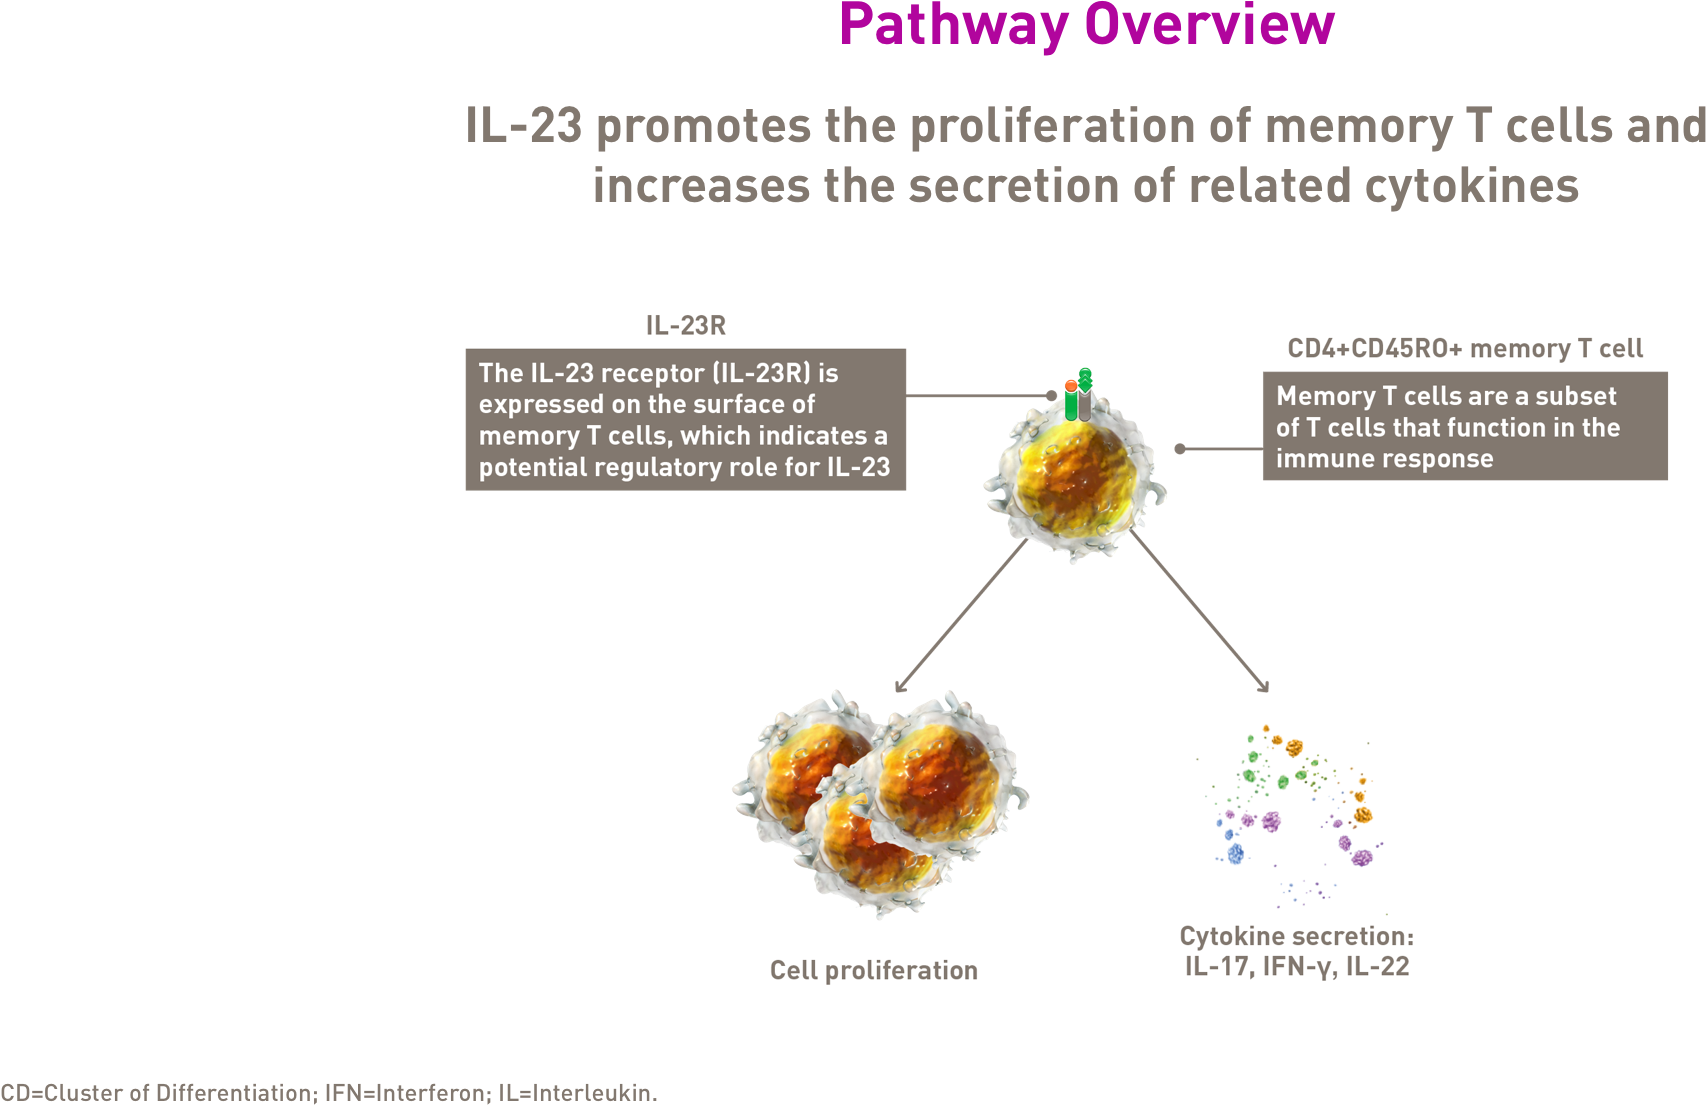 Pathway Overview
IL-23 promotes the proliferation of memory T cells and
increases the secretion of related cytokines
IL-23R
The IL-23 receptor (IL-23R) is
expressed on the surface of
memory T cells, which indicates a
potential regulatory role for IL-23
CD4+CD45RO+ memory T cell
Memory T cells are a subset
of T cells that function in the
immune response
Cell proliferation
Cytokine secretion:
IL-17, IFN-γ, IL-22
CD=Cluster of Differentiation; IFN=Interferon; IL=Interleukin.